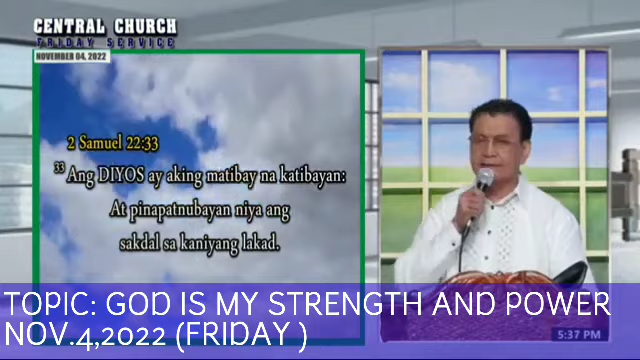 CENTRAL CHURCH
FRIDAY SERVICE
NOVEMBER 04, 2022
2 Samuel 22:33
33 Ang DIYOS ay aking matibay na katibayan:
At pinapatnubayan niya ang
sakdal sa kaniyang lakad.
TOPIC: GOD IS MY STRENGTH AND POWER
NOV.4,2022 (FRIDAY )
5:37 PM